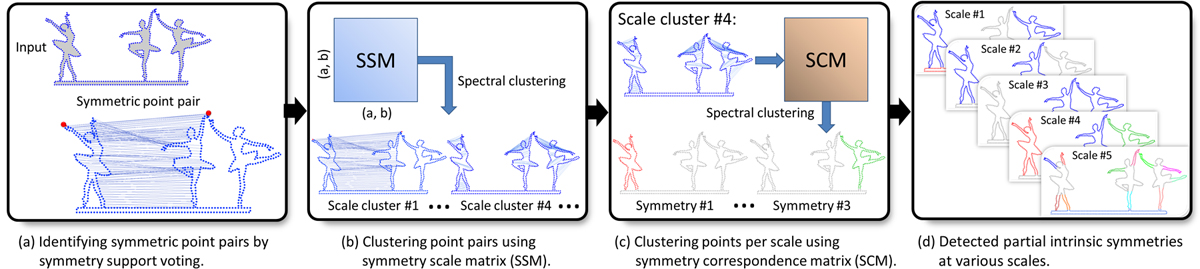 Input
Symmetric point pair
(a) Identifying symmetric point pairs by
symmetry support voting.
SSM
(a, b)
(a, b)
Spectral clustering
Scale cluster #1 ••• Scale cluster #4 •••
(b) Clustering point pairs using
symmetry scale matrix (SSM).
Scale cluster #4:
SCM
Spectral clustering
Symmetry #1 ••• Symmetry #3
(c) Clustering points per scale using
symmetry correspondence matrix (SCM).
Scale #1
Scale #2
Scale #3
Scale #4
Scale #5
(d) Detected partial intrinsic symmetries
at various scales.